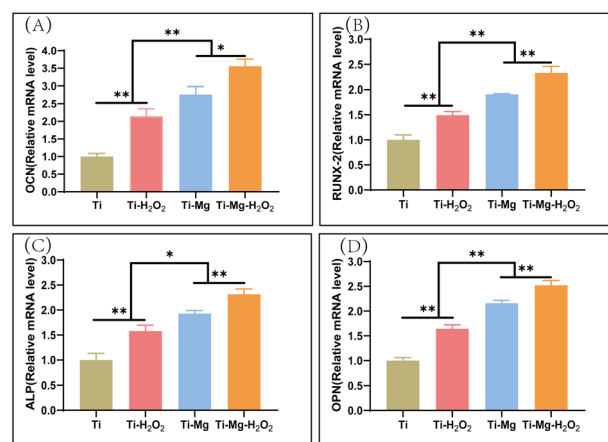 (A)
OCN(Relative mRNA level)
4.0
3.5
3.0
2.5
2.0
1.5
1.0
0.5
0.0
**
**
*
Ti
Ti-H₂O₂
Ti-Mg
Ti-Mg-H₂O₂
(B)
RUNX-2(Relative mRNA level)
3.0
2.5
2.0
1.5
1.0
0.5
0.0
**
**
**
Ti
Ti-H₂O₂
Ti-Mg
Ti-Mg-H₂O₂
(C)
ALP(Relative mRNA level)
3.0
2.5
2.0
1.5
1.0
0.5
0.0
*
**
**
Ti
Ti-H₂O₂
Ti-Mg
Ti-Mg-H₂O₂
(D)
OPN(Relative mRNA level)
3.0
2.5
2.0
1.5
1.0
0.5
0.0
**
**
**
Ti
Ti-H₂O₂
Ti-Mg
Ti-Mg-H₂O₂